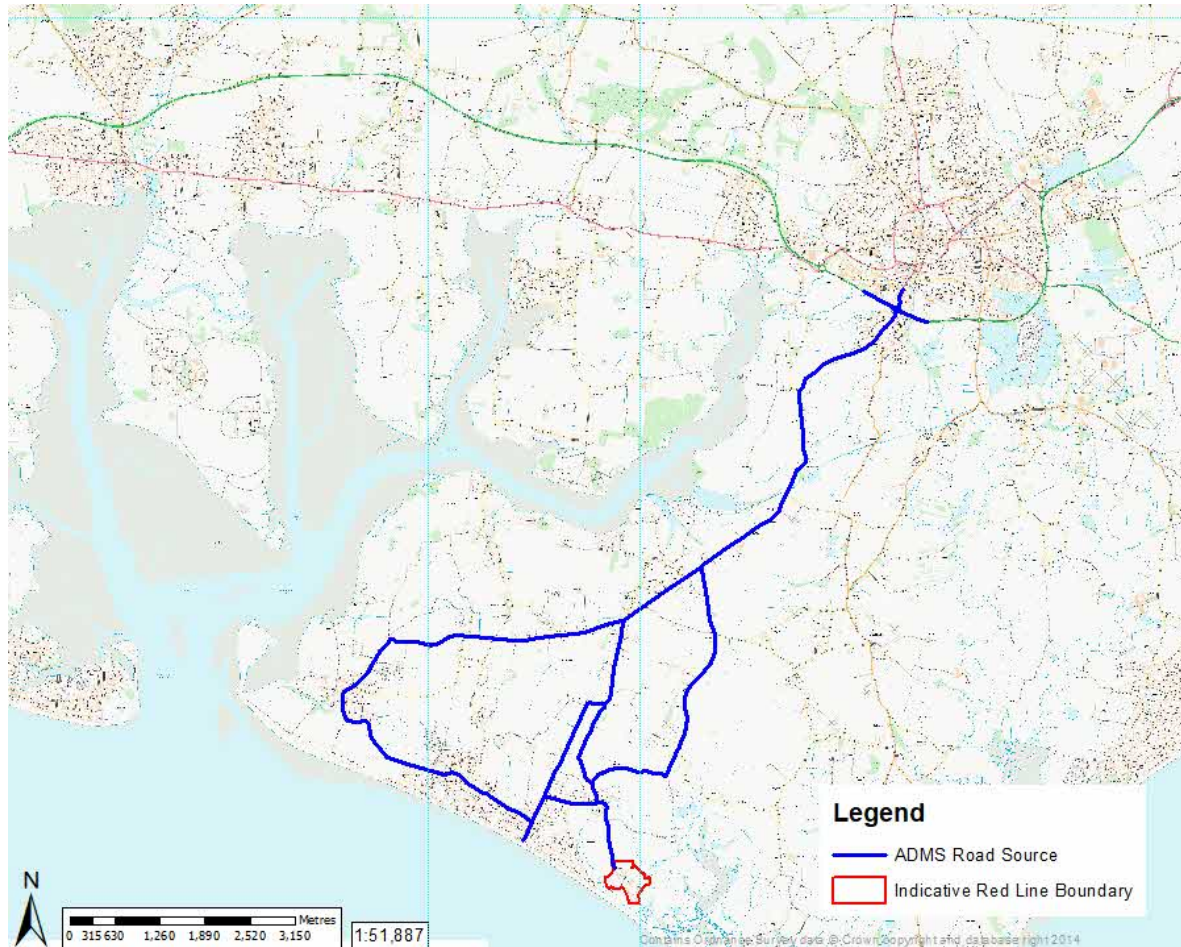 Legend
ADMS Road Source
Indicative Red Line Boundary
N
Metres
0 315 630 1,260 1,890 2,520 3,150
1:51,887
Contains Ordnance Survey data @ Crown copyright and database right 2014